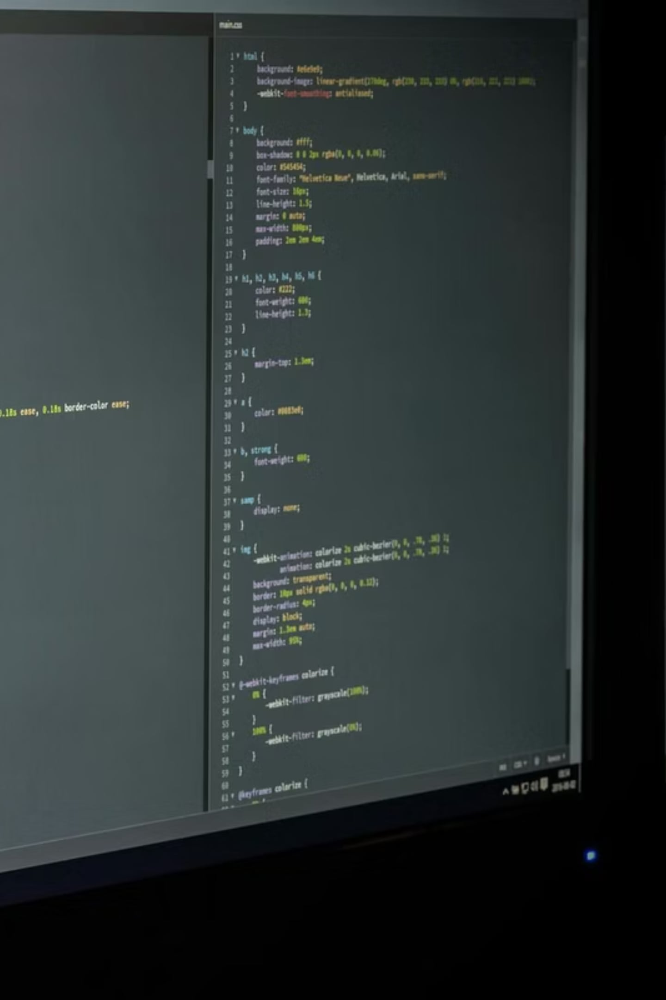 main.css
1 html {
2 background: #e6e9e9;
3 background-image: linear-gradient(270deg, rgb(230, 233, 233) 0%, rgb(
4 -webkit-font-smoothing: antialiased;
5 }
6
7 body {
8 background: #fff;
9 box-shadow: 0 0 2px rgba(0, 0, 0, 0.06);
10 color: #545454;
11 font-family: "Helvetica Neue", Helvetica, Arial, sans-serif;
12 font-size: 16px;
13 line-height: 1.5;
14 margin: 0 auto;
15 max-width: 800px;
16 padding: 2em 2em 4em;
17 }
18
19 h1, h2, h3, h4, h5, h6 {
20 color: #222;
21 font-weight: 600;
22 line-height: 1.3;
23 }
24
25 h2 {
26 margin-top: 1.3em;
27 }
28
0.18s ease, 0.18s border-color ease;
29 a {
30 color: #0083e8;
31 }
32
33 b, strong {
34 font-weight: 600;
35 }
36
37 samp {
38 display: none;
39 }
40
41 img {
42 -webkit-animation: colorize 2s cubic-bezier(0, 0, .78, .36) 1;
43 animation: colorize 2s cubic-bezier(0, 0, .78, .36) 1;
44 background: transparent;
45 border: 10px solid rgba(0, 0, 0, 0.12);
46 border-radius: 4px;
47 display: block;
48 margin: 1.3em auto;
49 max-width: 95%;
50 }
51
52 @-webkit-keyframes colorize {
53 0% {
54 -webkit-filter: grayscale(100%);
55 }
56 100% {
57 -webkit-filter: grayscale(0%);
58 }
59 }
60
61 @keyframes colorize {